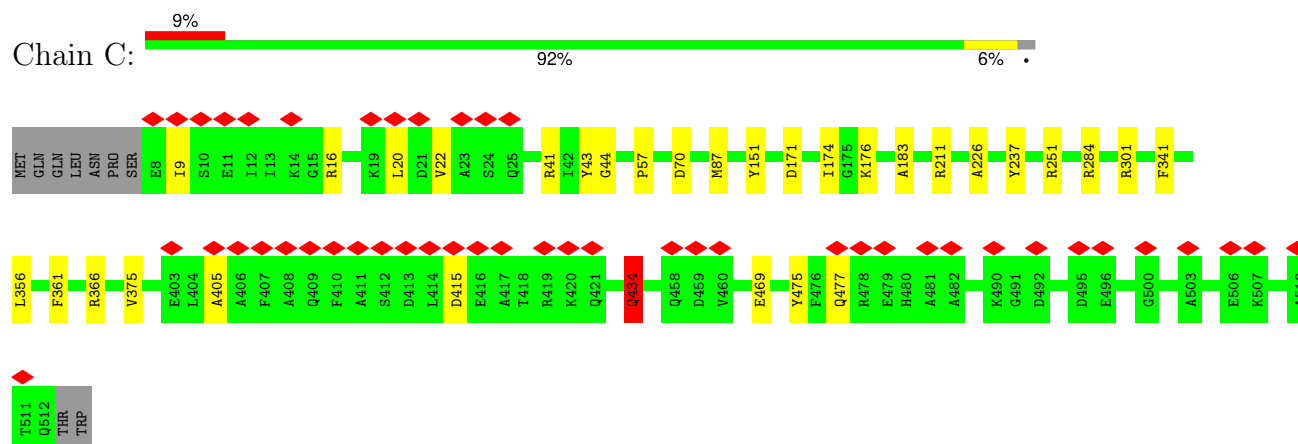 9%
Chain C:
92% 6% •
MET GLN GLN LEU ASN PRO SER E8 I9 S10 E11 I12 I13 K14 G15 R16 K19 L20 D21 V22 A23 S24 Q25 R41 I42 Y43 G44 P57 D70 M87 Y151 D171 I174 G175 K176 A183 R211 A226 Y237 R251 R284 R301 F341
L356 F361 R366 V375 E403 L404 A405 A406 F407 A408 Q409 F410 A411 S412 D413 L414 D415 E416 A417 T418 R419 K420 Q421 Q434 Q458 D459 V460 E469 Y475 F476 Q477 R478 E479 H480 A481 A482 K490 G491 D492 D495 E496 G500 A503 E506 K507
T511 Q512 THR TRP